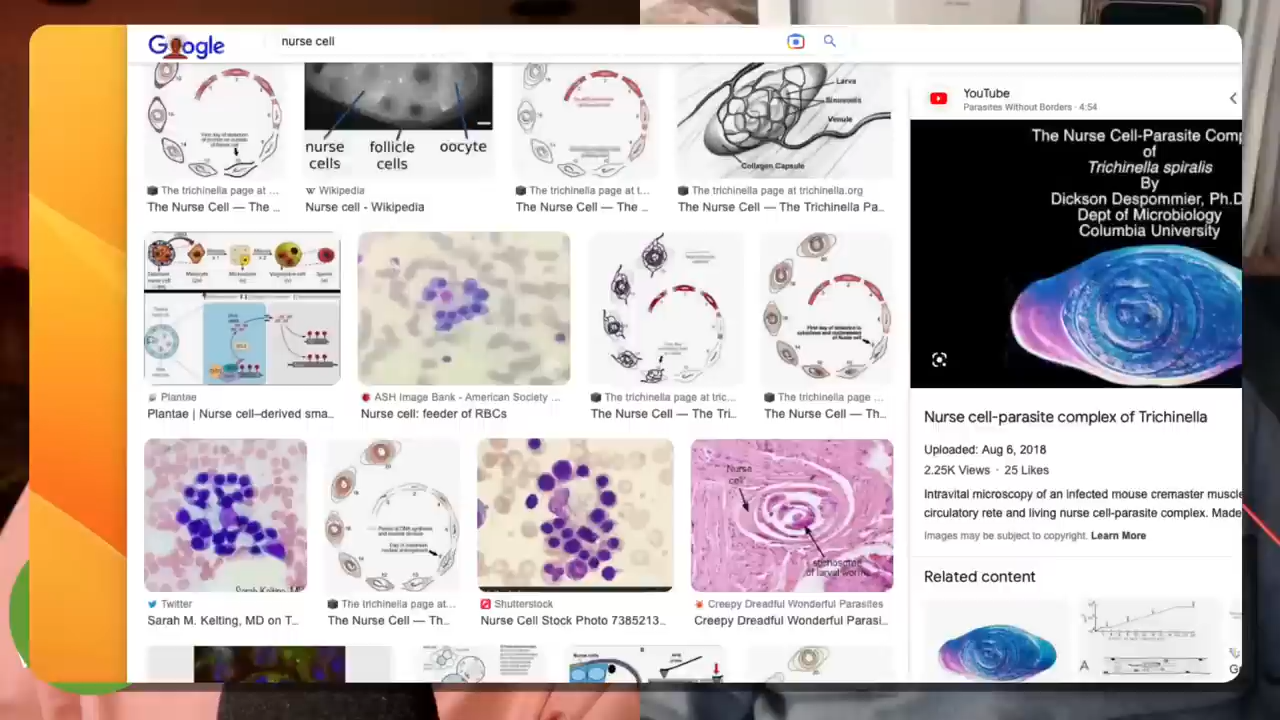 Google
nurse cell
nurse
cells
follicle
cells
oocyte
Larva
Sinusoids
Venule
Collagen Capsule
The trichinella page at ...
The Nurse Cell — The ...
Wikipedia
Nurse cell - Wikipedia
The trichinella page at t...
The Nurse Cell — The ...
The trichinella page at trichinella.org
The Nurse Cell — The Trichinella Pa...
Plantae
Plantae | Nurse cell–derived sma...
ASH Image Bank - American Society ...
Nurse cell: feeder of RBCs
The trichinella page at tric...
The Nurse Cell — The Tri...
The trichinella page ...
The Nurse Cell — Th...
Nurse
cell
stichosome
of larval worm
Twitter
Sarah M. Kelting, MD on T...
The trichinella page at...
The Nurse Cell — Th...
Shutterstock
Nurse Cell Stock Photo 7385213...
Creepy Dreadful Wonderful Parasites
Creepy Dreadful Wonderful Parasi...
Nurse cells
YouTube
Parasites Without Borders · 4:54
The Nurse Cell-Parasite Comp
of
Trichinella spiralis
By
Dickson Despommier, Ph.D
Dept of Microbiology
Columbia University
Nurse cell-parasite complex of Trichinella
Uploaded: Aug 6, 2018
2.25K Views · 25 Likes
Intravital microscopy of an infected mouse cremaster muscle
circulatory rete and living nurse cell-parasite complex. Made
Images may be subject to copyright. Learn More
Related content
A